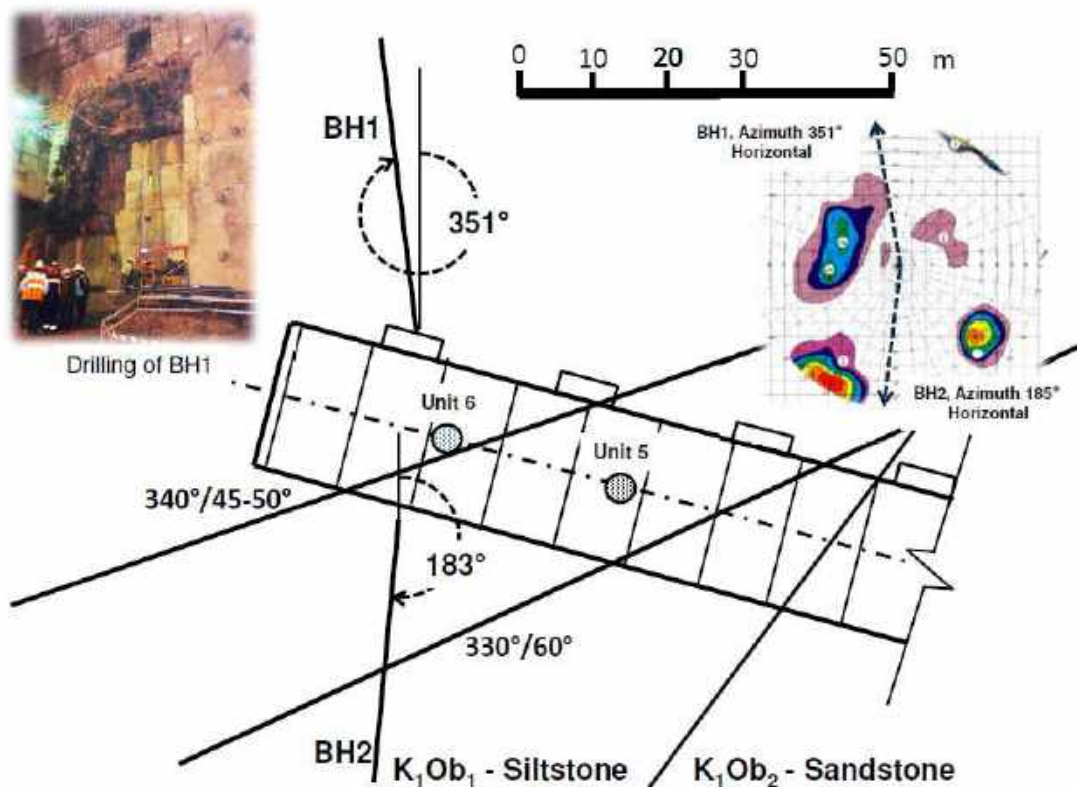 0 10 20 30 50 m
BH1, Azimuth 351°
Horizontal
BH1
351°
Drilling of BH1
BH2, Azimuth 185°
Horizontal
Unit 6
Unit 5
340°/45-50°
183°
330°/60°
BH2
K₁Ob₁ - Siltstone
K₁Ob₂ - Sandstone